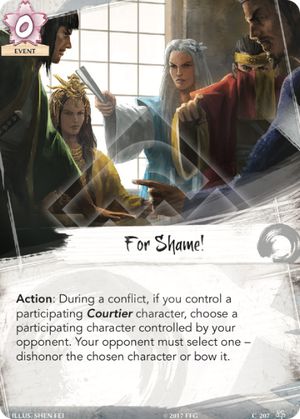 0
EVENT
For Shame!
Action: During a conflict, if you control a
participating Courtier character, choose a
participating character controlled by your
opponent. Your opponent must select one –
dishonor the chosen character or bow it.
ILLUS. SHEN FEI
© 2017 FFG
C 207